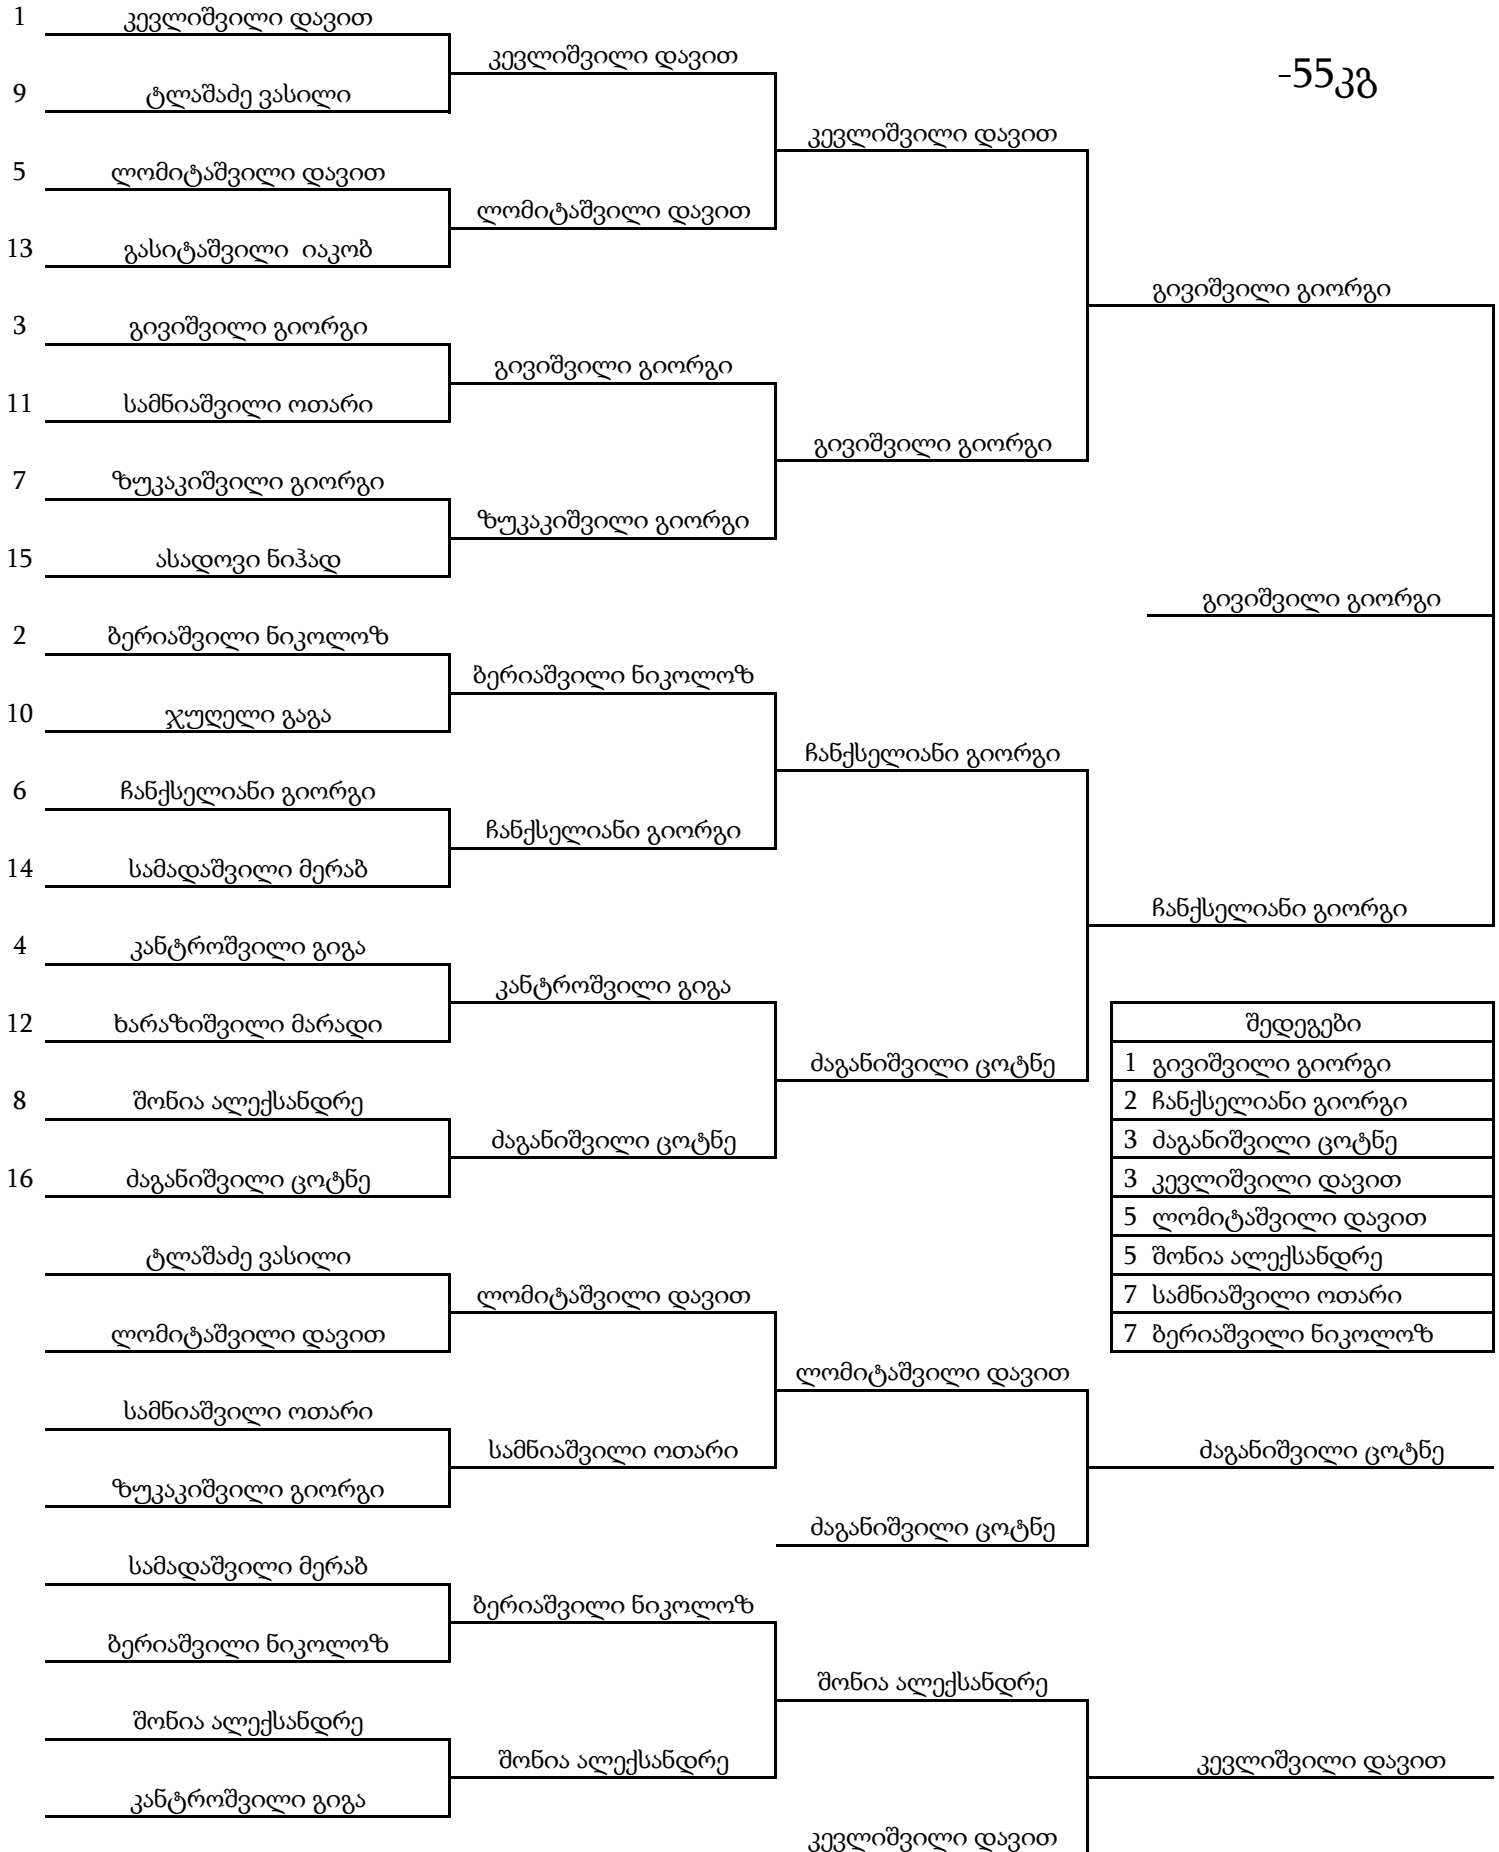 1 კევლიშვილი დავით
კევლიშვილი დავით
-55კგ
9 ტლაშაძე ვასილი
კევლიშვილი დავით
5 ლომიტაშვილი დავით
ლომიტაშვილი დავით
13 გასიტაშვილი იაკობ
გივიშვილი გიორგი
3 გივიშვილი გიორგი
გივიშვილი გიორგი
11 სამნიაშვილი ოთარი
გივიშვილი გიორგი
7 ზუკაკიშვილი გიორგი
ზუკაკიშვილი გიორგი
15 ასადოვი ნიჰად
გივიშვილი გიორგი
2 ბერიაშვილი ნიკოლოზ
ბერიაშვილი ნიკოლოზ
10 ჯუღელი გაგა
ჩანქსელიანი გიორგი
6 ჩანქსელიანი გიორგი
ჩანქსელიანი გიორგი
14 სამადაშვილი მერაბ
ჩანქსელიანი გიორგი
4 კანტროშვილი გიგა
კანტროშვილი გიგა
12 ხარაზიშვილი მარადი
შედეგები
ძაგანიშვილი ცოტნე
1 გივიშვილი გიორგი
2 ჩანქსელიანი გიორგი
8 შონია ალექსანდრე
ძაგანიშვილი ცოტნე
3 ძაგანიშვილი ცოტნე
16 ძაგანიშვილი ცოტნე
3 კევლიშვილი დავით
5 ლომიტაშვილი დავით
ტლაშაძე ვასილი
5 შონია ალექსანდრე
ლომიტაშვილი დავით
7 სამნიაშვილი ოთარი
ლომიტაშვილი დავით
7 ბერიაშვილი ნიკოლოზ
ლომიტაშვილი დავით
სამნიაშვილი ოთარი
სამნიაშვილი ოთარი
ძაგანიშვილი ცოტნე
ზუკაკიშვილი გიორგი
ძაგანიშვილი ცოტნე
სამადაშვილი მერაბ
ბერიაშვილი ნიკოლოზ
ბერიაშვილი ნიკოლოზ
შონია ალექსანდრე
შონია ალექსანდრე
შონია ალექსანდრე
კევლიშვილი დავით
კანტროშვილი გიგა
კევლიშვილი დავით